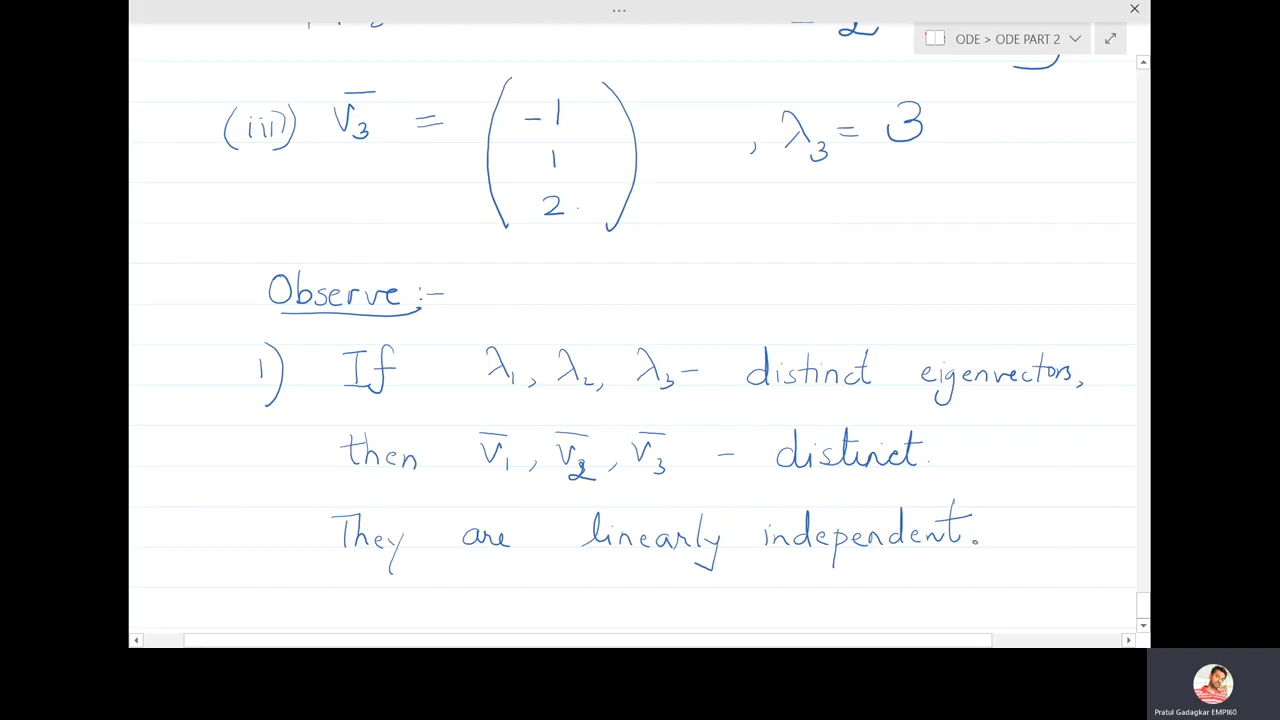 ODE > ODE PART 2
(iii) V̅₃ = ( -1 1 2 ) , λ₃ = 3
Observe :-
1) If λ₁, λ₂, λ₃ - distinct eigenvectors,
then V̅₁, V̅₂, V̅₃ - distinct.
They are linearly independent.
Pratul Gadagkar EMP160